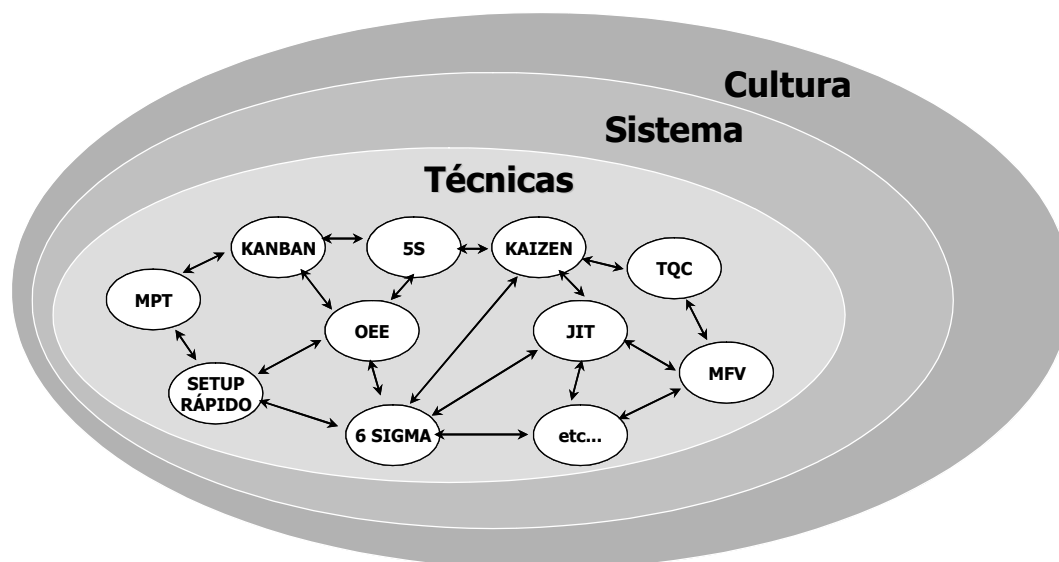 Cultura
Sistema
Técnicas
KANBAN
5S
KAIZEN
TQC
MPT
OEE
JIT
MFV
SETUP
RÁPIDO
6 SIGMA
etc...